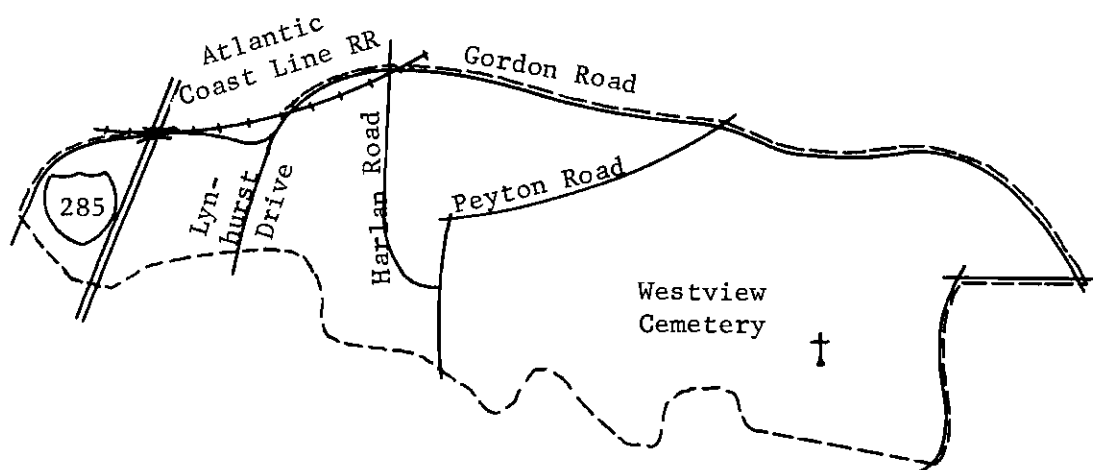 Atlantic
Coast Line RR
Gordon Road
285
Lyn-
hurst
Drive
Harlan Road
Peyton Road
Westview
Cemetery